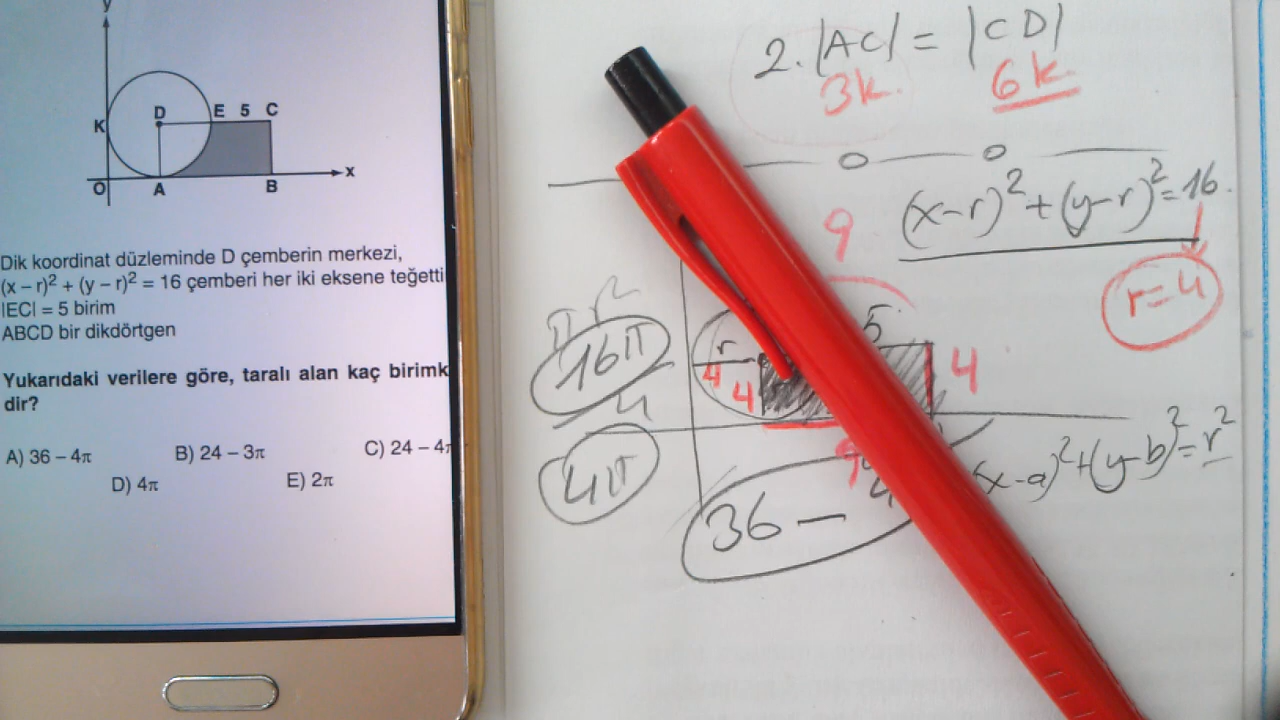 y
D E 5 C
K
x
O A B
Dik koordinat düzleminde D çemberin merkezi,
(x – r)² + (y – r)² = 16 çemberi her iki eksene teğetti
|EC| = 5 birim
ABCD bir dikdörtgen
Yukarıdaki verilere göre, taralı alan kaç birimk
dir?
A) 36 – 4π B) 24 – 3π C) 24 – 4π
D) 4π E) 2π
2. |AC| = |CD|
3k. 6k.
(x-r)²+(y-r)²=16.
9
r=4
5
πr²
16π
r
4 4 4
4
4π
9
(x-a)²+(y-b)²=r²
36 - 4